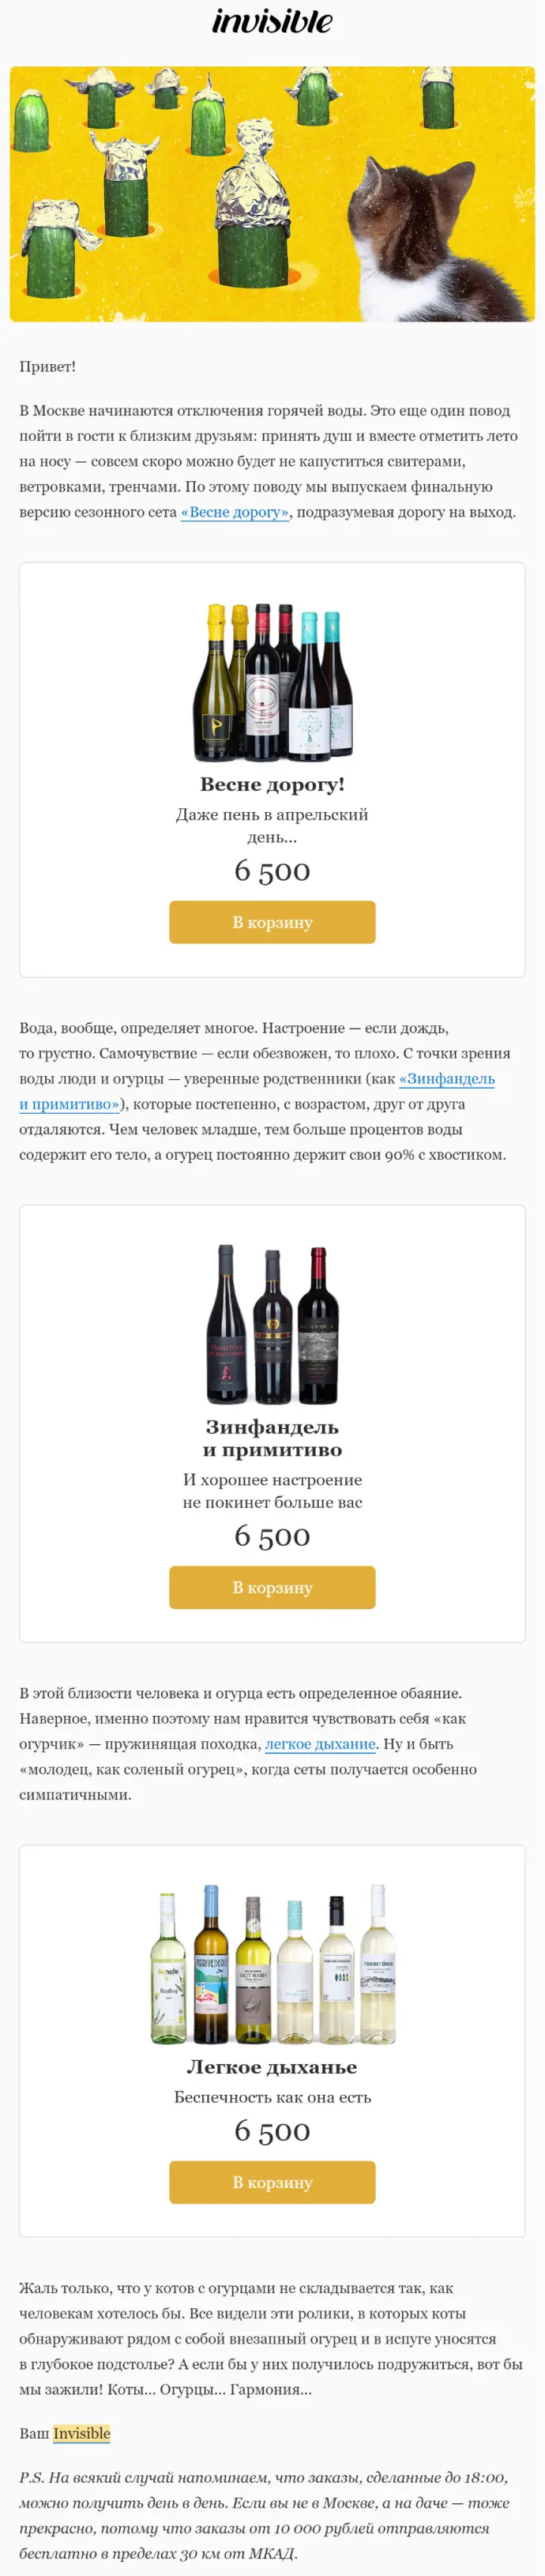 invisible
Привет!
В Москве начинаются отключения горячей воды. Это еще один повод
пойти в гости к близким друзьям: принять душ и вместе отметить лето
на носу — совсем скоро можно будет не капуститься свитерами,
ветровками, тренчами. По этому поводу мы выпускаем финальную
версию сезонного сета «Весне дорогу», подразумевая дорогу на выход.
Весне дорогу!
Даже пень в апрельский
день...
6 500
В корзину
Вода, вообще, определяет многое. Настроение — если дождь,
то грустно. Самочувствие — если обезвожен, то плохо. С точки зрения
воды люди и огурцы — уверенные родственники (как «Зинфандель
и примитиво»), которые постепенно, с возрастом, друг от друга
отдаляются. Чем человек младше, тем больше процентов воды
содержит его тело, а огурец постоянно держит свои 90% с хвостиком.
Зинфандель
и примитиво
И хорошее настроение
не покинет больше вас
6 500
В корзину
В этой близости человека и огурца есть определенное обаяние.
Наверное, именно поэтому нам нравится чувствовать себя «как
огурчик» — пружинящая походка, легкое дыхание. Ну и быть
«молодец, как соленый огурец», когда сеты получается особенно
симпатичными.
ARRIVEDERCI
Легкое дыханье
Беспечность как она есть
6 500
В корзину
Жаль только, что у котов с огурцами не складывается так, как
человекам хотелось бы. Все видели эти ролики, в которых коты
обнаруживают рядом с собой внезапный огурец и в испуге уносятся
в глубокое подстолье? А если бы у них получилось подружиться, вот бы
мы зажили! Коты... Огурцы... Гармония...
Ваш Invisible
P.S. На всякий случай напоминаем, что заказы, сделанные до 18:00,
можно получить день в день. Если вы не в Москве, а на даче — тоже
прекрасно, потому что заказы от 10 000 рублей отправляются
бесплатно в пределах 30 км от МКАД.